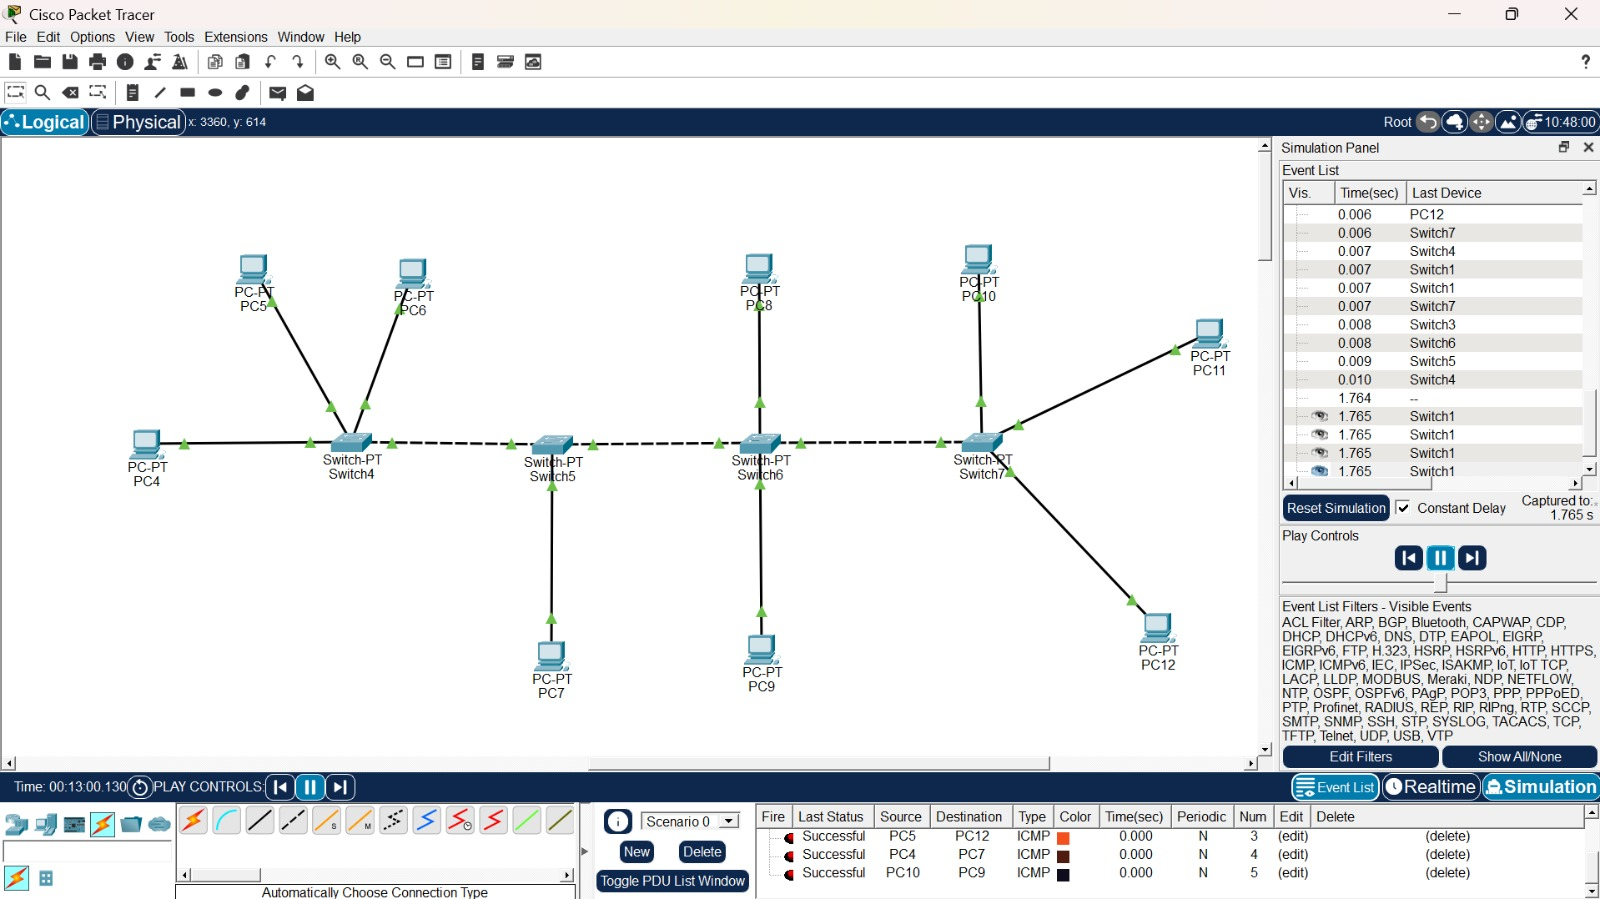 Cisco Packet Tracer
File Edit Options View Tools Extensions Window Help
?
Logical Physical x: 3360, y: 614 Root 10:48:00
Simulation Panel
Event List
Vis. Time(sec) Last Device
0.006 PC12
0.006 Switch7
0.007 Switch4
0.007 Switch1
0.007 Switch1
0.007 Switch7
0.008 Switch3
0.008 Switch6
0.009 Switch5
0.010 Switch4
1.764 --
1.765 Switch1
1.765 Switch1
1.765 Switch1
1.765 Switch1
Reset Simulation Constant Delay Captured to:
1.765 s
Play Controls
Event List Filters - Visible Events
ACL Filter, ARP, BGP, Bluetooth, CAPWAP, CDP,
DHCP, DHCPv6, DNS, DTP, EAPOL, EIGRP,
EIGRPv6, FTP, H.323, HSRP, HSRPv6, HTTP, HTTPS,
ICMP, ICMPv6, IEC, IPSec, ISAKMP, IoT, IoT TCP,
LACP, LLDP, MODBUS, Meraki, NDP, NETFLOW,
NTP, OSPF, OSPFv6, PAgP, POP3, PPP, PPPoED,
PTP, Profinet, RADIUS, REP, RIP, RIPng, RTP, SCCP,
SMTP, SNMP, SSH, STP, SYSLOG, TACACS, TCP,
TFTP, Telnet, UDP, USB, VTP
Edit Filters Show All/None
PC-PT
PC5
PC-PT
PC6
PC-PT
PC8
PC-PT
PC10
PC-PT
PC11
PC-PT
PC4
Switch-PT
Switch4
Switch-PT
Switch5
Switch-PT
Switch6
Switch-PT
Switch7
PC-PT
PC7
PC-PT
PC9
PC-PT
PC12
Time: 00:13:00.130 PLAY CONTROLS: Event List Realtime Simulation
Scenario 0
New Delete
Toggle PDU List Window
Automatically Choose Connection Type
Fire Last Status Source Destination Type Color Time(sec) Periodic Num Edit Delete
Successful PC5 PC12 ICMP 0.000 N 3 (edit) (delete)
Successful PC4 PC7 ICMP 0.000 N 4 (edit) (delete)
Successful PC10 PC9 ICMP 0.000 N 5 (edit) (delete)